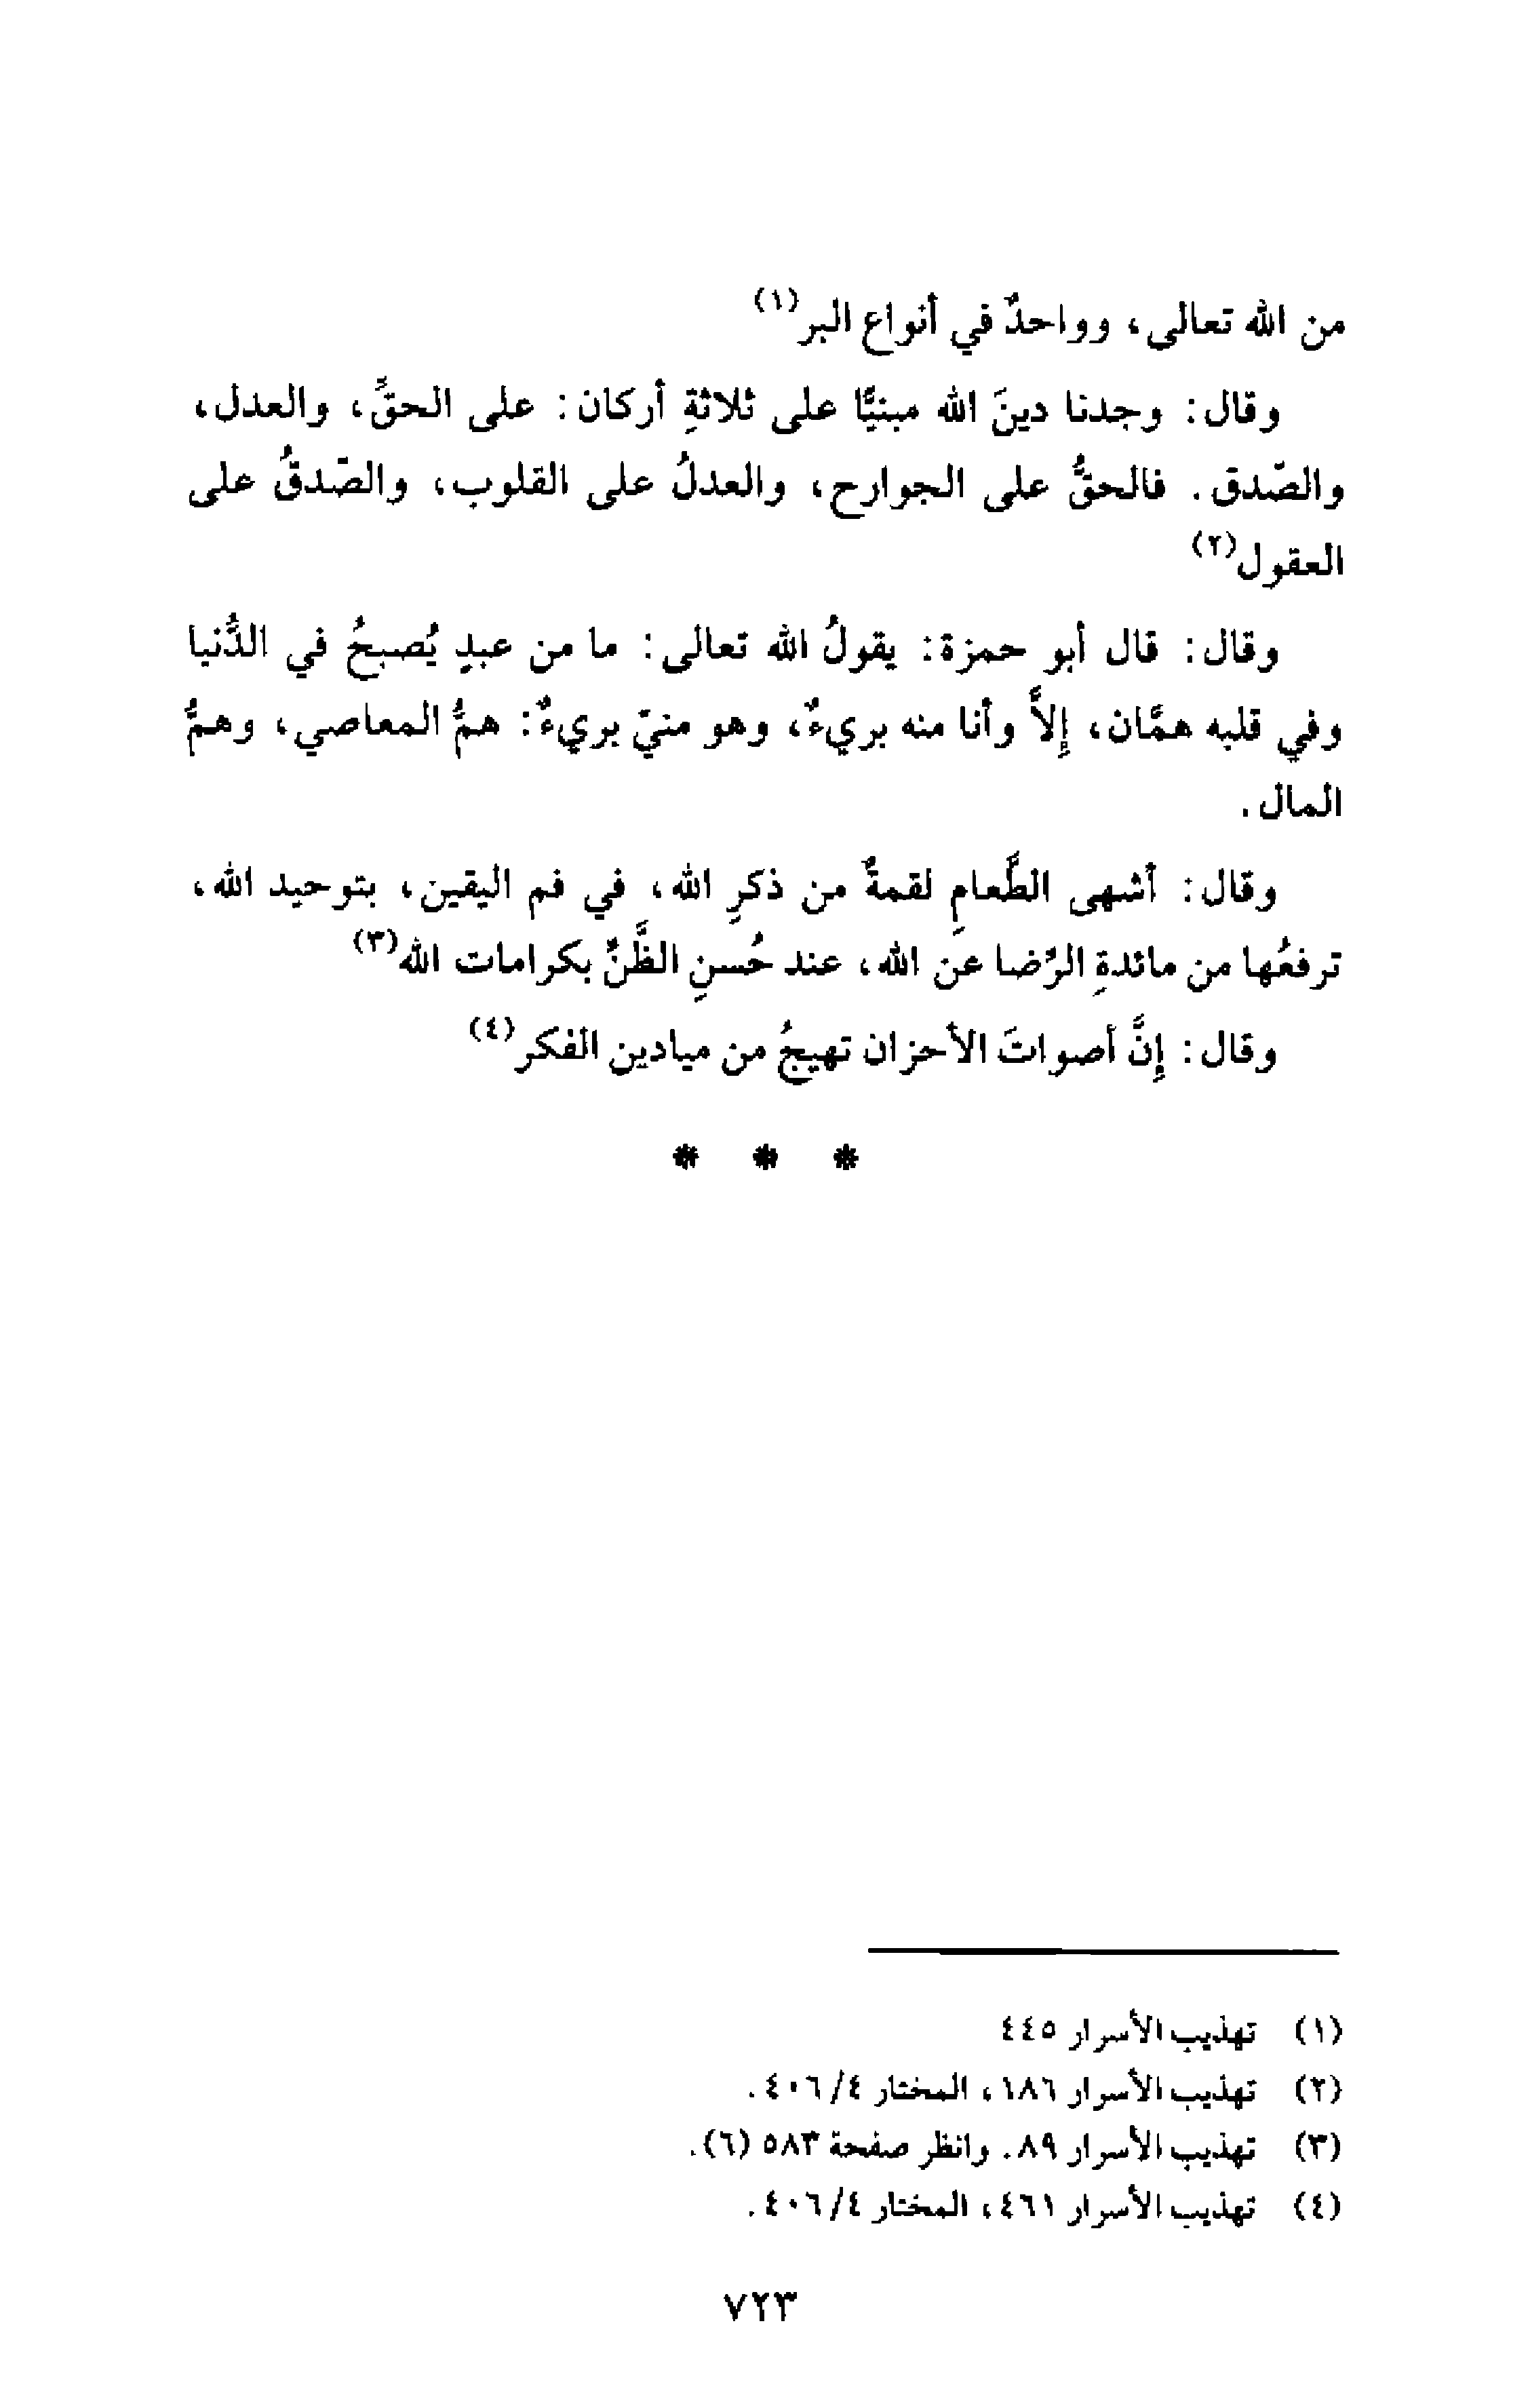 من الله تعالى، وواحدٌ في أنواع البر(١)
وقال: وجدنا دينَ الله مبنيًّا على ثلاثةِ أركان: على الحقِّ، والعدل،
والصّدق. فالحقُّ على الجوارح، والعدلُ على القلوب، والصّدقُ على
العقول(٢)
وقال: قال أبو حمزة: يقولُ الله تعالى: ما من عبدٍ يُصبحُ في الدُّنيا
وفي قلبه همَّان، إلاَّ وأنا منه بريءٌ، وهو منيّ بريءٌ: همُّ المعاصي، وهمُّ
المال.
وقال: أشهى الطَّعامِ لقمةٌ من ذكرِ الله، في فم اليقين، بتوحيد الله،
ترفعُها من مائدةِ الرِّضا عن الله، عند حُسنِ الظَّنِّ بكرامات الله(٣)
وقال: إنَّ أصواتَ الأحزان تهيجُ من ميادين الفكر(٤)
* * *
(١) تهذيب الأسرار ٤٤٥
(٢) تهذيب الأسرار ١٨٦، المختار ٤/ ٤٠٦.
(٣) تهذيب الأسرار ٨٩. وانظر صفحة ٥٨٣ (٦).
(٤) تهذيب الأسرار ٤٦١، المختار ٤/ ٤٠٦.
٧٢٣